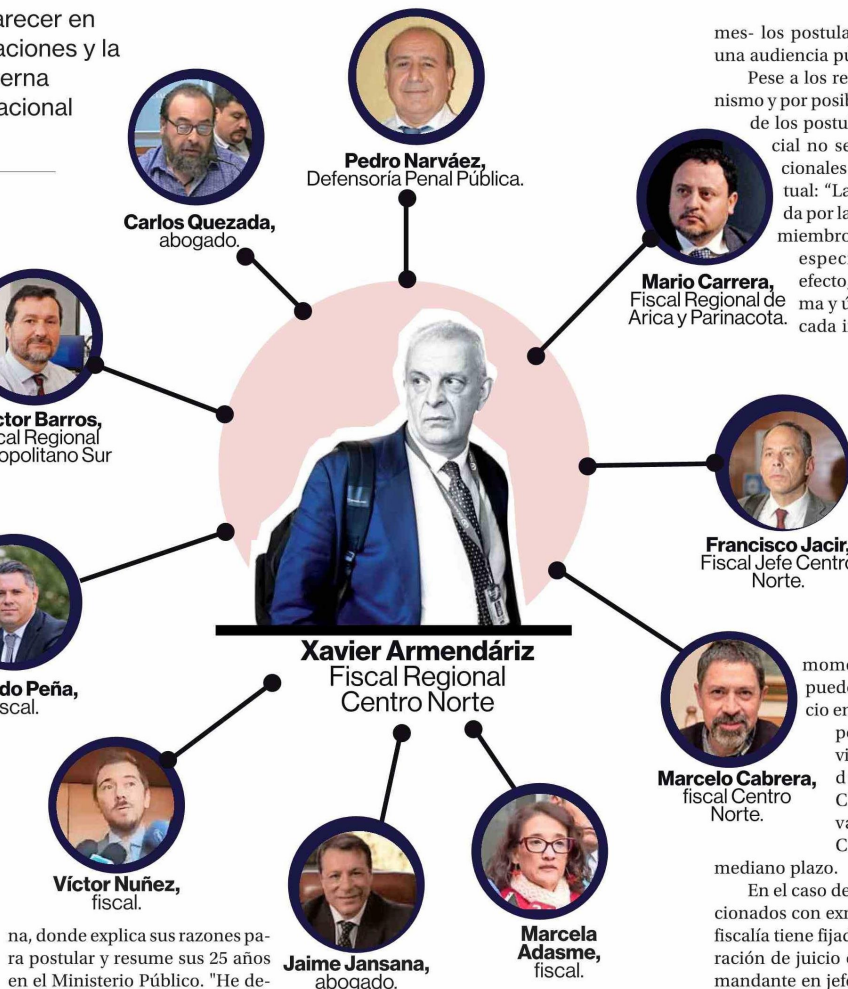 arecer en
aciones y la
erna
acional
Carlos Quezada,
abogado.
Pedro Narváez,
Defensoría Penal Pública.
Mario Carrera,
Fiscal Regional de
Arica y Parinacota.
ctor Barros,
cal Regional
opolitano Sur
Francisco Jacir,
Fiscal Jefe Centro
Norte.
do Peña,
scal.
Xavier Armendáriz
Fiscal Regional
Centro Norte
Marcelo Cabrera,
fiscal Centro
Norte.
Víctor Nuñez,
fiscal.
Jaime Jansana,
abogado.
Marcela
Adasme,
fiscal.
na, donde explica sus razones pa-
ra postular y resume sus 25 años
en el Ministerio Público. "He de-
mes- los postula
una audiencia pú
Pese a los re
nismo y por posib
de los postu
cial no se
cionales
tual: “La
da por la
miembro
especi
efecto,
ma y ú
cada i
mome
puede
cio en
pe
vi
d
C
va
C
mediano plazo.
En el caso de
cionados con exm
fiscalía tiene fijad
ración de juicio o
mandante en jefe